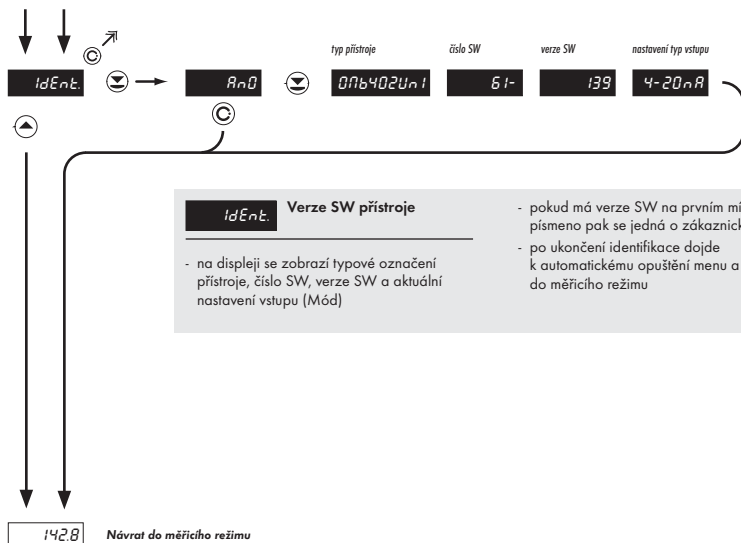 typ přístroje
číslo SW
verze SW
nastavení typ vstupu
IdEnt.
AnO
OMb402UnI
61-
139
4-20mA
IdEnt.
Verze SW přístroje
- na displeji se zobrazí typové označení
přístroje, číslo SW, verze SW a aktuální
nastavení vstupu (Mód)
- pokud má verze SW na prvním mí
písmeno pak se jedná o zákaznick
- po ukončení identifikace dojde
k automatickému opuštění menu a
do měřicího režimu
142.8
Návrat do měřicího režimu